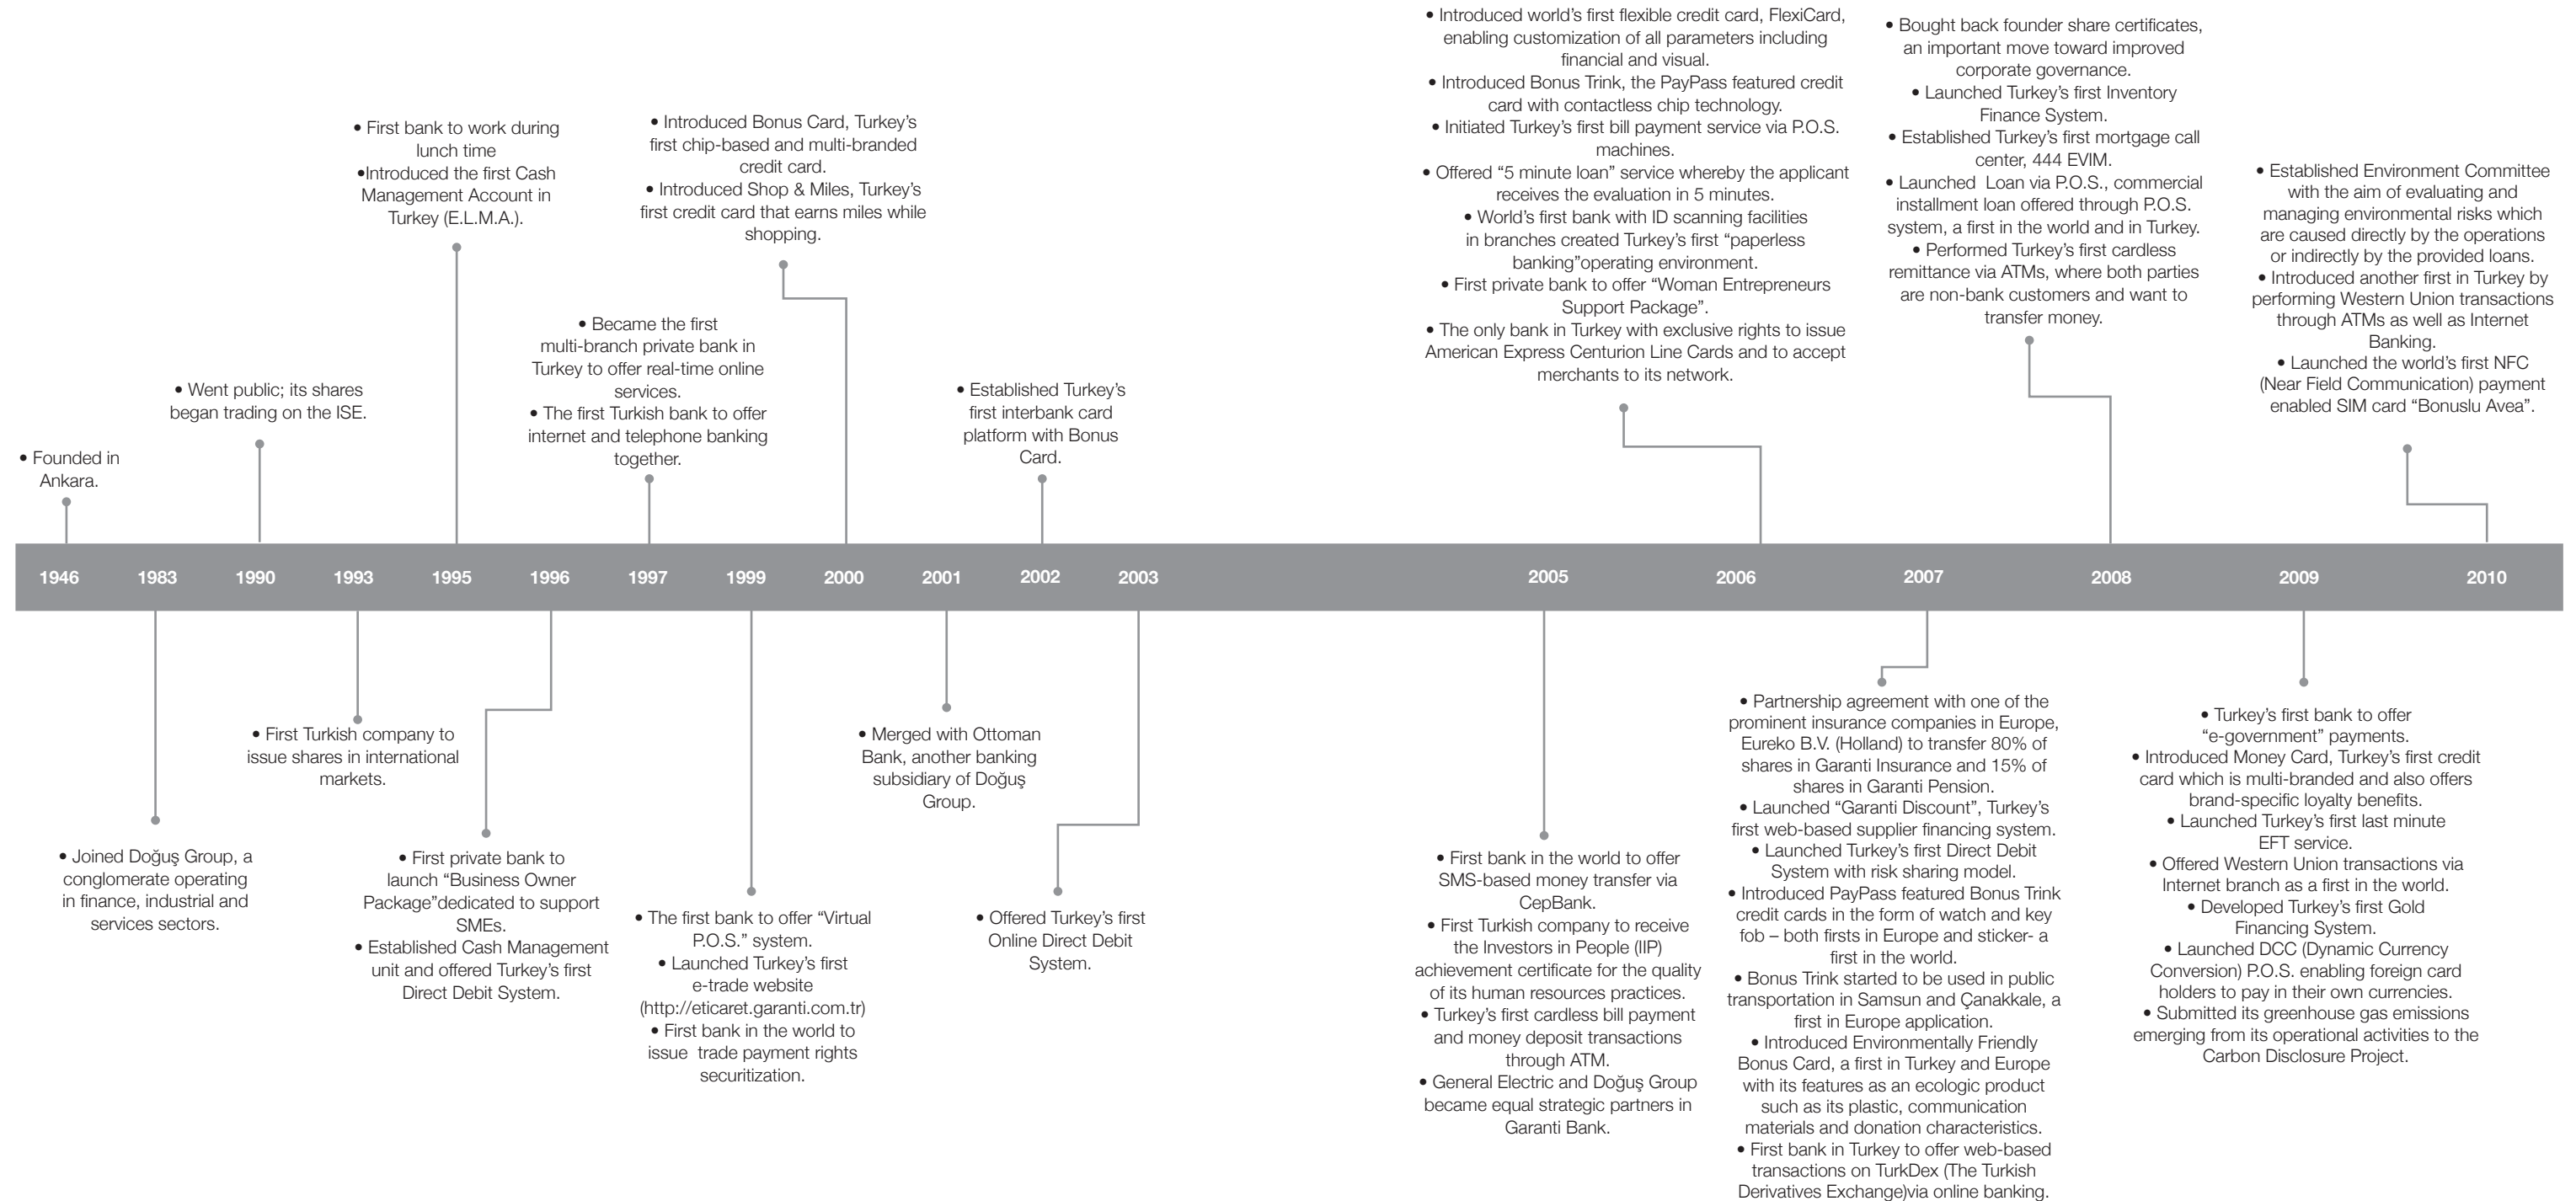 • Founded in
Ankara.
• Went public; its shares
began trading on the ISE.
• First bank to work during
lunch time
•Introduced the first Cash
Management Account in
Turkey (E.L.M.A.).
• Became the first
multi-branch private bank in
Turkey to offer real-time online
services.
• The first Turkish bank to offer
internet and telephone banking
together.
• Introduced Bonus Card, Turkey’s
first chip-based and multi-branded
credit card.
• Introduced Shop & Miles, Turkey’s
first credit card that earns miles while
shopping.
• Established Turkey’s
first interbank card
platform with Bonus
Card.
• Introduced world’s first flexible credit card, FlexiCard,
enabling customization of all parameters including
financial and visual.
• Introduced Bonus Trink, the PayPass featured credit
card with contactless chip technology.
• Initiated Turkey’s first bill payment service via P.O.S.
machines.
• Offered “5 minute loan” service whereby the applicant
receives the evaluation in 5 minutes.
• World’s first bank with ID scanning facilities
in branches created Turkey’s first “paperless
banking”operating environment.
• First private bank to offer “Woman Entrepreneurs
Support Package”.
• The only bank in Turkey with exclusive rights to issue
American Express Centurion Line Cards and to accept
merchants to its network.
• Bought back founder share certificates,
an important move toward improved
corporate governance.
• Launched Turkey’s first Inventory
Finance System.
• Established Turkey’s first mortgage call
center, 444 EVIM.
• Launched  Loan via P.O.S., commercial
installment loan offered through P.O.S.
system, a first in the world and in Turkey.
• Performed Turkey’s first cardless
remittance via ATMs, where both parties
are non-bank customers and want to
transfer money.
• Established Environment Committee
with the aim of evaluating and
managing environmental risks which
are caused directly by the operations
or indirectly by the provided loans.
• Introduced another first in Turkey by
performing Western Union transactions
through ATMs as well as Internet
Banking.
• Launched the world’s first NFC
(Near Field Communication) payment
enabled SIM card “Bonuslu Avea”.
1946 1983 1990 1993 1995 1996 1997 1999 2000 2001 2002 2003 2005 2006 2007 2008 2009 2010
• Joined Doğuş Group, a
conglomerate operating
in finance, industrial and
services sectors.
• First Turkish company to
issue shares in international
markets.
• First private bank to
launch “Business Owner
Package”dedicated to support
SMEs.
• Established Cash Management
unit and offered Turkey’s first
Direct Debit System.
• The first bank to offer “Virtual
P.O.S.” system.
• Launched Turkey’s first
e-trade website
(http://eticaret.garanti.com.tr)
• First bank in the world to
issue  trade payment rights
securitization.
• Merged with Ottoman
Bank, another banking
subsidiary of Doğuş
Group.
• Offered Turkey’s first
Online Direct Debit
System.
• First bank in the world to offer
SMS-based money transfer via
CepBank.
• First Turkish company to receive
the Investors in People (IIP)
achievement certificate for the quality
of its human resources practices.
• Turkey’s first cardless bill payment
and money deposit transactions
through ATM.
• General Electric and Doğuş Group
became equal strategic partners in
Garanti Bank.
• Partnership agreement with one of the
prominent insurance companies in Europe,
Eureko B.V. (Holland) to transfer 80% of
shares in Garanti Insurance and 15% of
shares in Garanti Pension.
• Launched “Garanti Discount”, Turkey’s
first web-based supplier financing system.
• Launched Turkey’s first Direct Debit
System with risk sharing model.
• Introduced PayPass featured Bonus Trink
credit cards in the form of watch and key
fob – both firsts in Europe and sticker- a
first in the world.
• Bonus Trink started to be used in public
transportation in Samsun and Çanakkale, a
first in Europe application.
• Introduced Environmentally Friendly
Bonus Card, a first in Turkey and Europe
with its features as an ecologic product
such as its plastic, communication
materials and donation characteristics.
• First bank in Turkey to offer web-based
transactions on TurkDex (The Turkish
Derivatives Exchange)via online banking.
• Turkey’s first bank to offer
“e-government” payments.
• Introduced Money Card, Turkey’s first credit
card which is multi-branded and also offers
brand-specific loyalty benefits.
• Launched Turkey’s first last minute
EFT service.
• Offered Western Union transactions via
Internet branch as a first in the world.
• Developed Turkey’s first Gold
Financing System.
• Launched DCC (Dynamic Currency
Conversion) P.O.S. enabling foreign card
holders to pay in their own currencies.
• Submitted its greenhouse gas emissions
emerging from its operational activities to the
Carbon Disclosure Project.